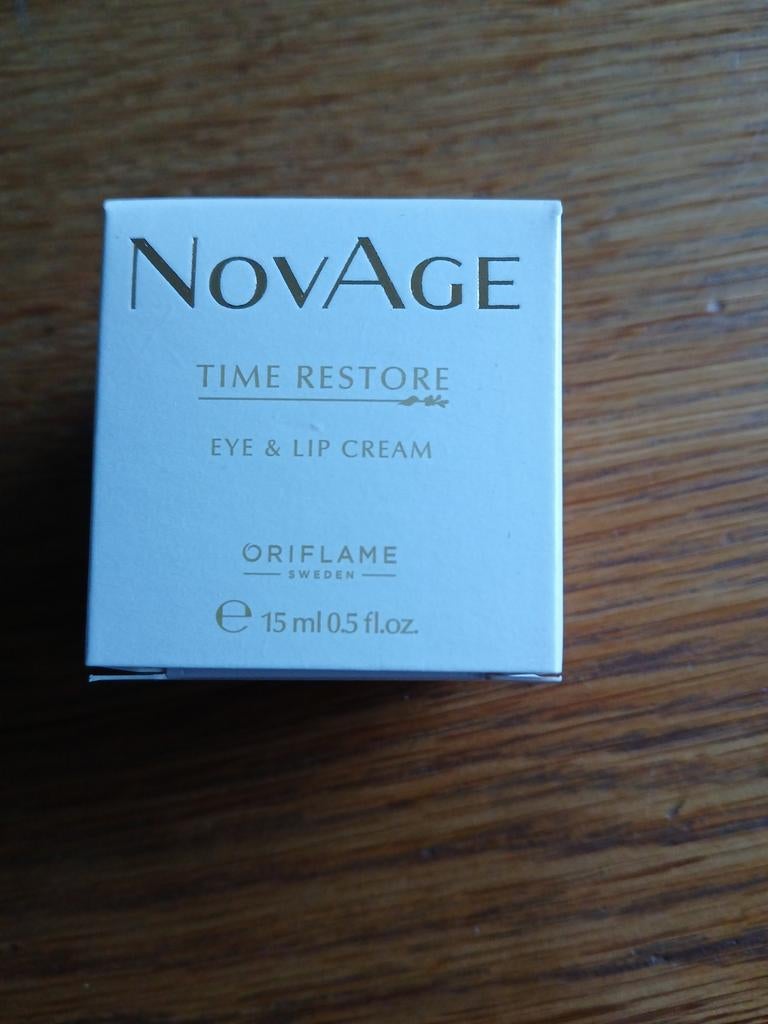 NOVAGE
TIME RESTORE
EYE & LIP CREAM
ORIFLAME
SWEDEN
e 15 ml 0.5 fl.oz.